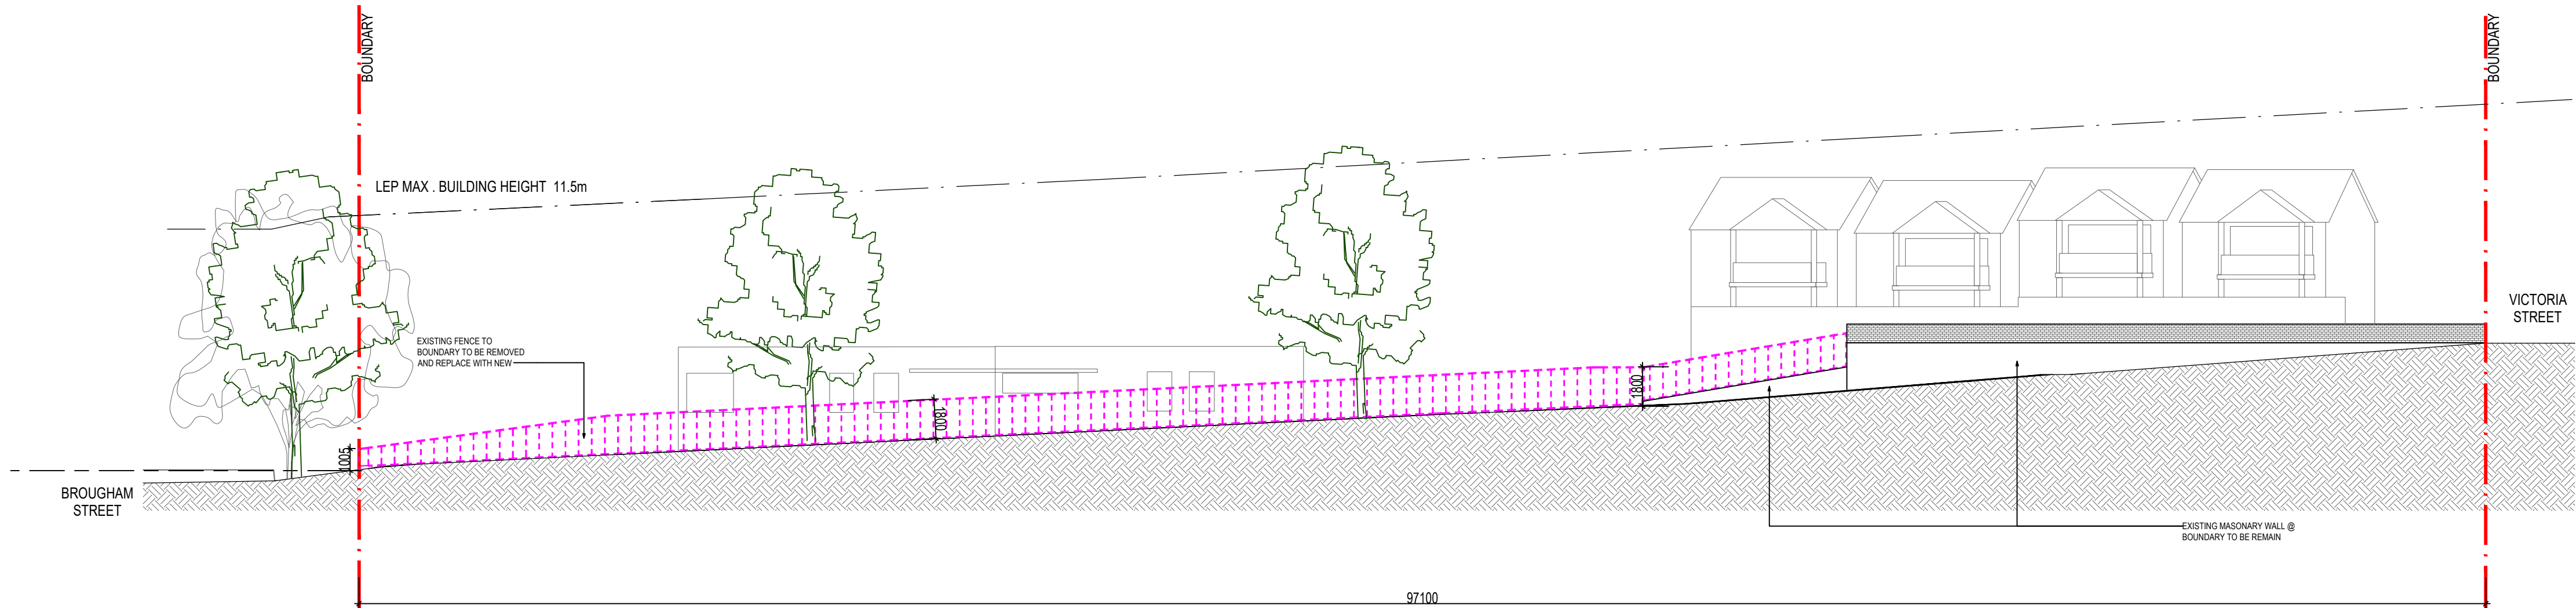 BOUNDARY
BOUNDARY
LEP MAX . BUILDING HEIGHT 11.5m
VICTORIA
STREET
EXISTING FENCE TO
BOUNDARY TO BE REMOVED
AND REPLACE WITH NEW
1800
1800
1005
BROUGHAM
STREET
EXISTING MASONARY WALL @
BOUNDARY TO BE REMAIN
97100